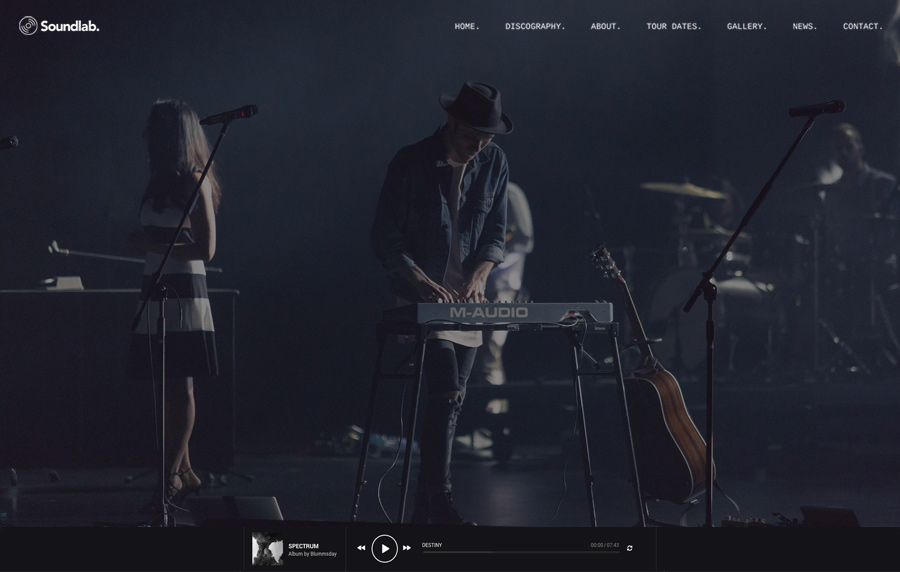 Soundlab.
HOME. DISCOGRAPHY. ABOUT. TOUR DATES. GALLERY. NEWS. CONTACT.
M-AUDIO
SPECTRUM
Album by Blummsday
DESTINY
00:00 / 07:43